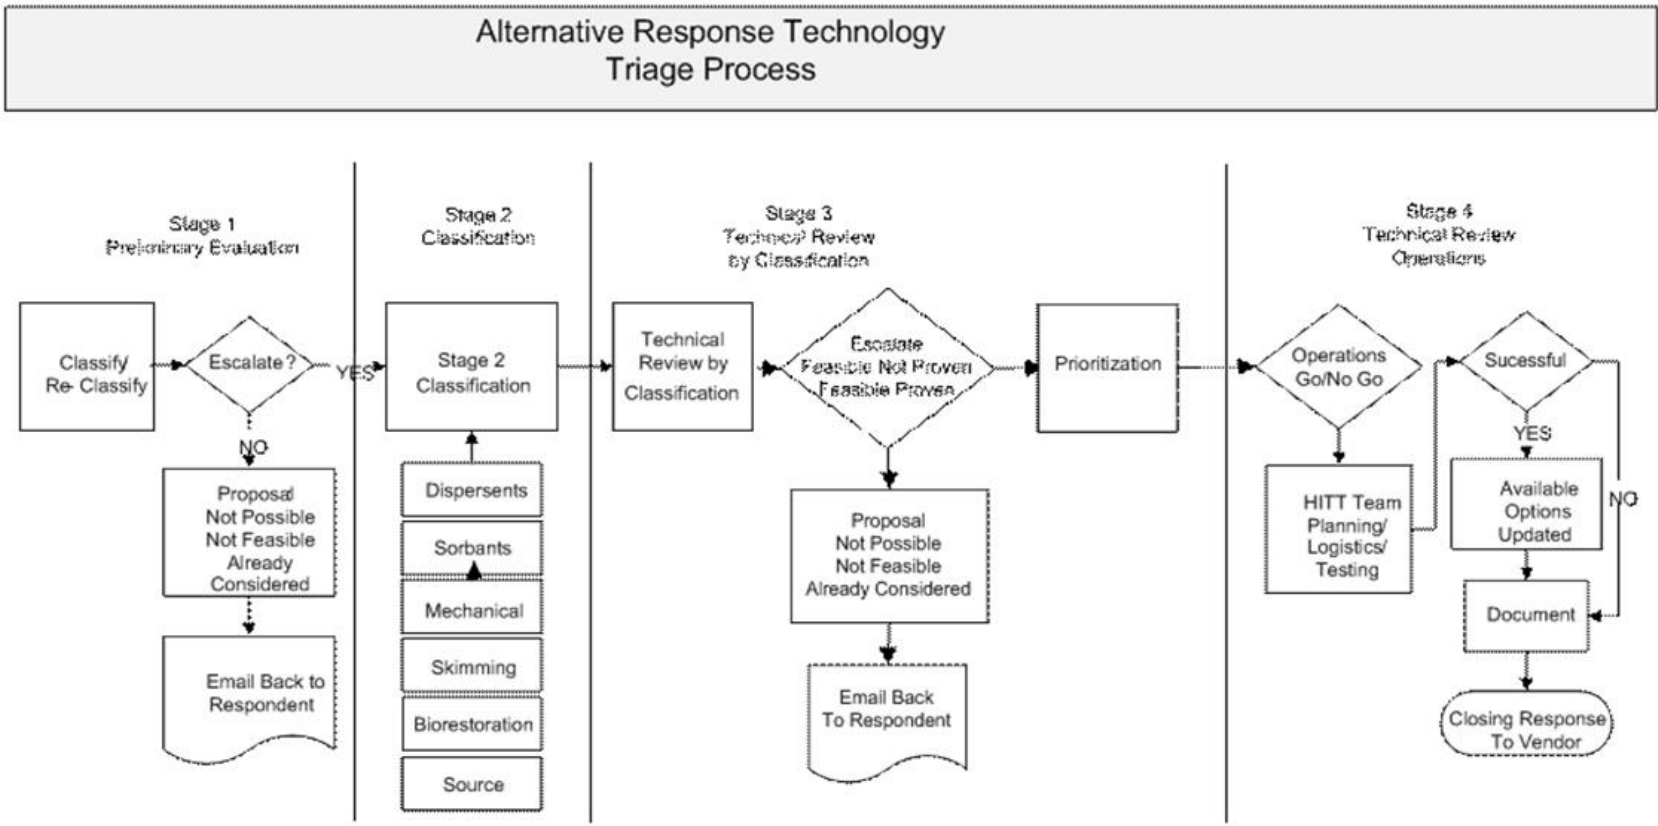 Alternative Response Technology
Triage Process
Stage 1
Preliminary Evaluation
Stage 2
Classification
Stage 3
Technical Review
by Classification
Stage 4
Technical Review
Operations
Classify/
Re- Classify
Escalate ?
YES
NO
Proposal
Not Possible
Not Feasible
Already
Considered
Email Back to
Respondent
Stage 2
Classification
Dispersents
Sorbants
Mechanical
Skimming
Biorestoration
Source
Technical
Review by
Classification
Escalate
Feasible Not Proven
Feasible Proven
Proposal
Not Possible
Not Feasible
Already Considered
Email Back
To Respondent
Prioritization
Operations
Go/No Go
HITT Team
Planning/
Logistics/
Testing
Sucessful
YES
NO
Available
Options
Updated
Document
Closing Response
To Vendor